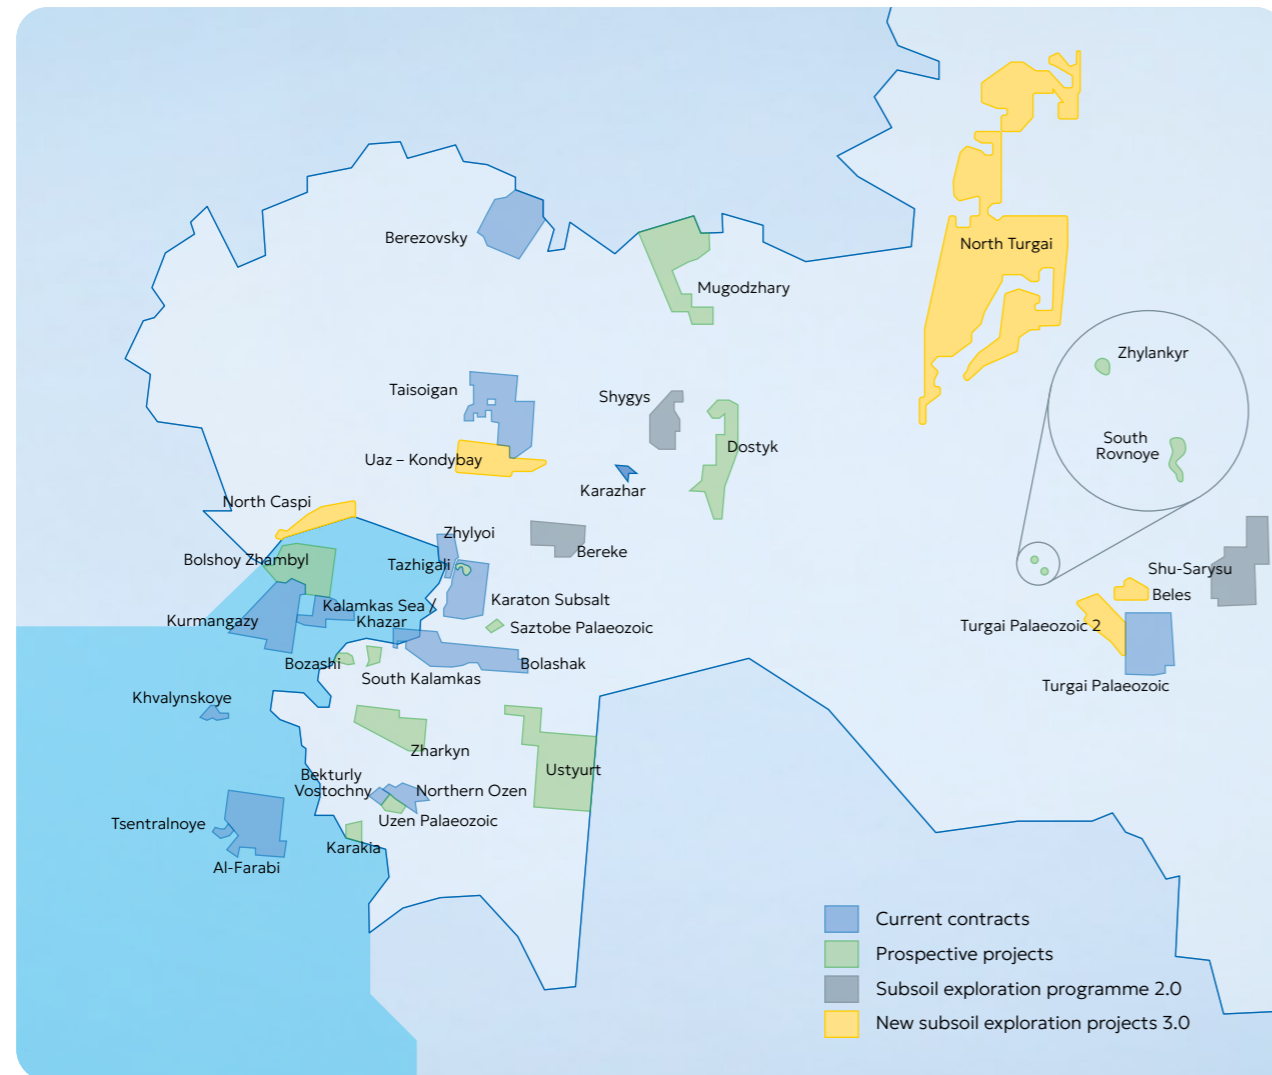 North Turgai
Berezovsky
Mugodzhary
Zhylankyr
Taisoigan
Shygys
South
Rovnoye
Dostyk
Uaz – Kondybay
Karazhar
North Caspi
Zhylyoi
Bereke
Bolshoy Zhambyl
Tazhigali
Shu-Sarysu
Beles
Karaton Subsalt
Kalamkas Sea /
Khazar
Kurmangazy
Saztobe Palaeozoic
Turgai Palaeozoic 2
Bozashi
Bolashak
South Kalamkas
Turgai Palaeozoic
Khvalynskoye
Zharkyn
Ustyurt
Bekturly
Vostochny
Northern Ozen
Uzen Palaeozoic
Tsentralnoye
Karakia
Al-Farabi
Current contracts
Prospective projects
Subsoil exploration programme 2.0
New subsoil exploration projects 3.0